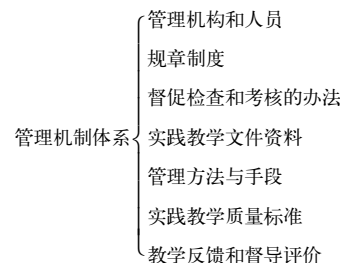 管理机构和人员
规章制度
督促检查和考核的办法
管理机制体系
实践教学文件资料
管理方法与手段
实践教学质量标准
教学反馈和督导评价